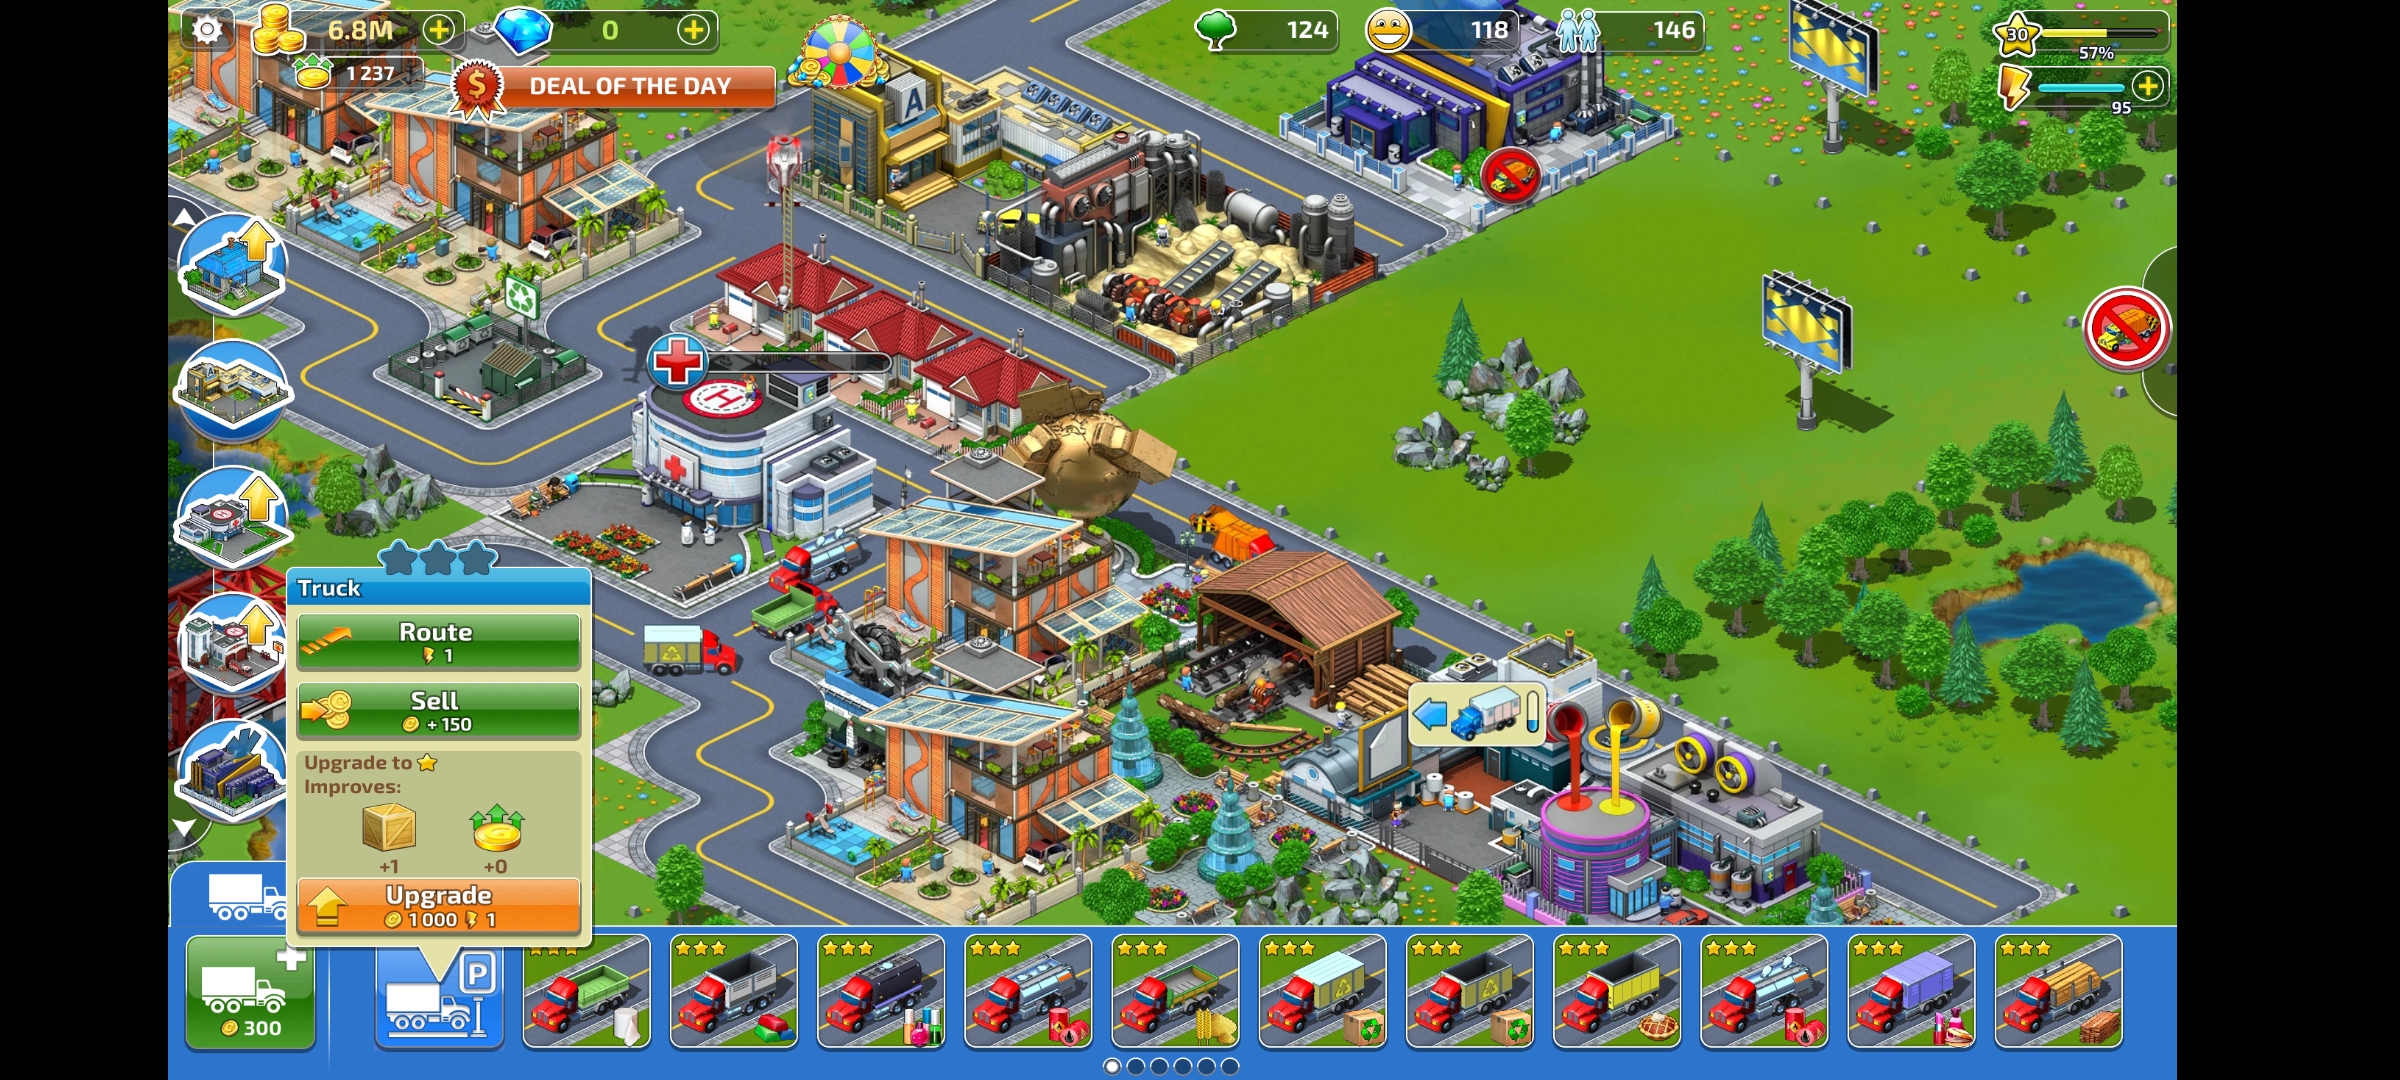 6.8M
0
124
118
146
30
57%
1 237
DEAL OF THE DAY
95
A
H
Truck
Route
1
Sell
+ 150
Upgrade to
Improves:
+1
+0
Upgrade
1 000 1
P
300